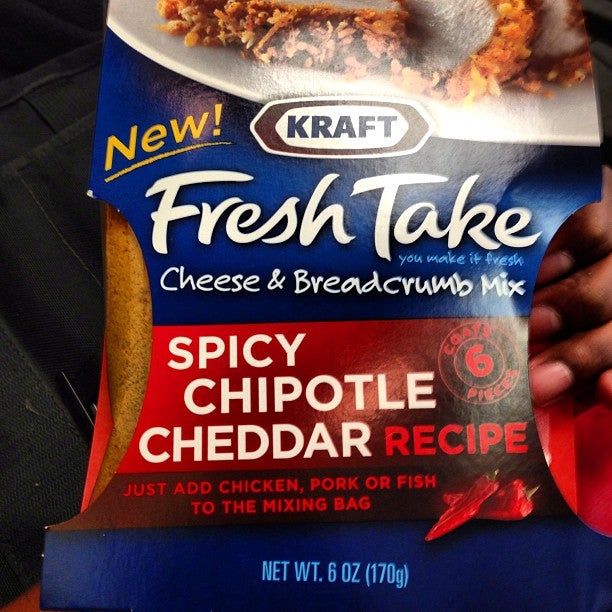 New!
KRAFT
Fresh Take
you make it fresh
Cheese & Breadcrumb Mix
SPICY
CHIPOTLE
CHEDDAR RECIPE
COATS
6
PIECES
JUST ADD CHICKEN, PORK OR FISH
TO THE MIXING BAG
NET WT. 6 OZ (170g)